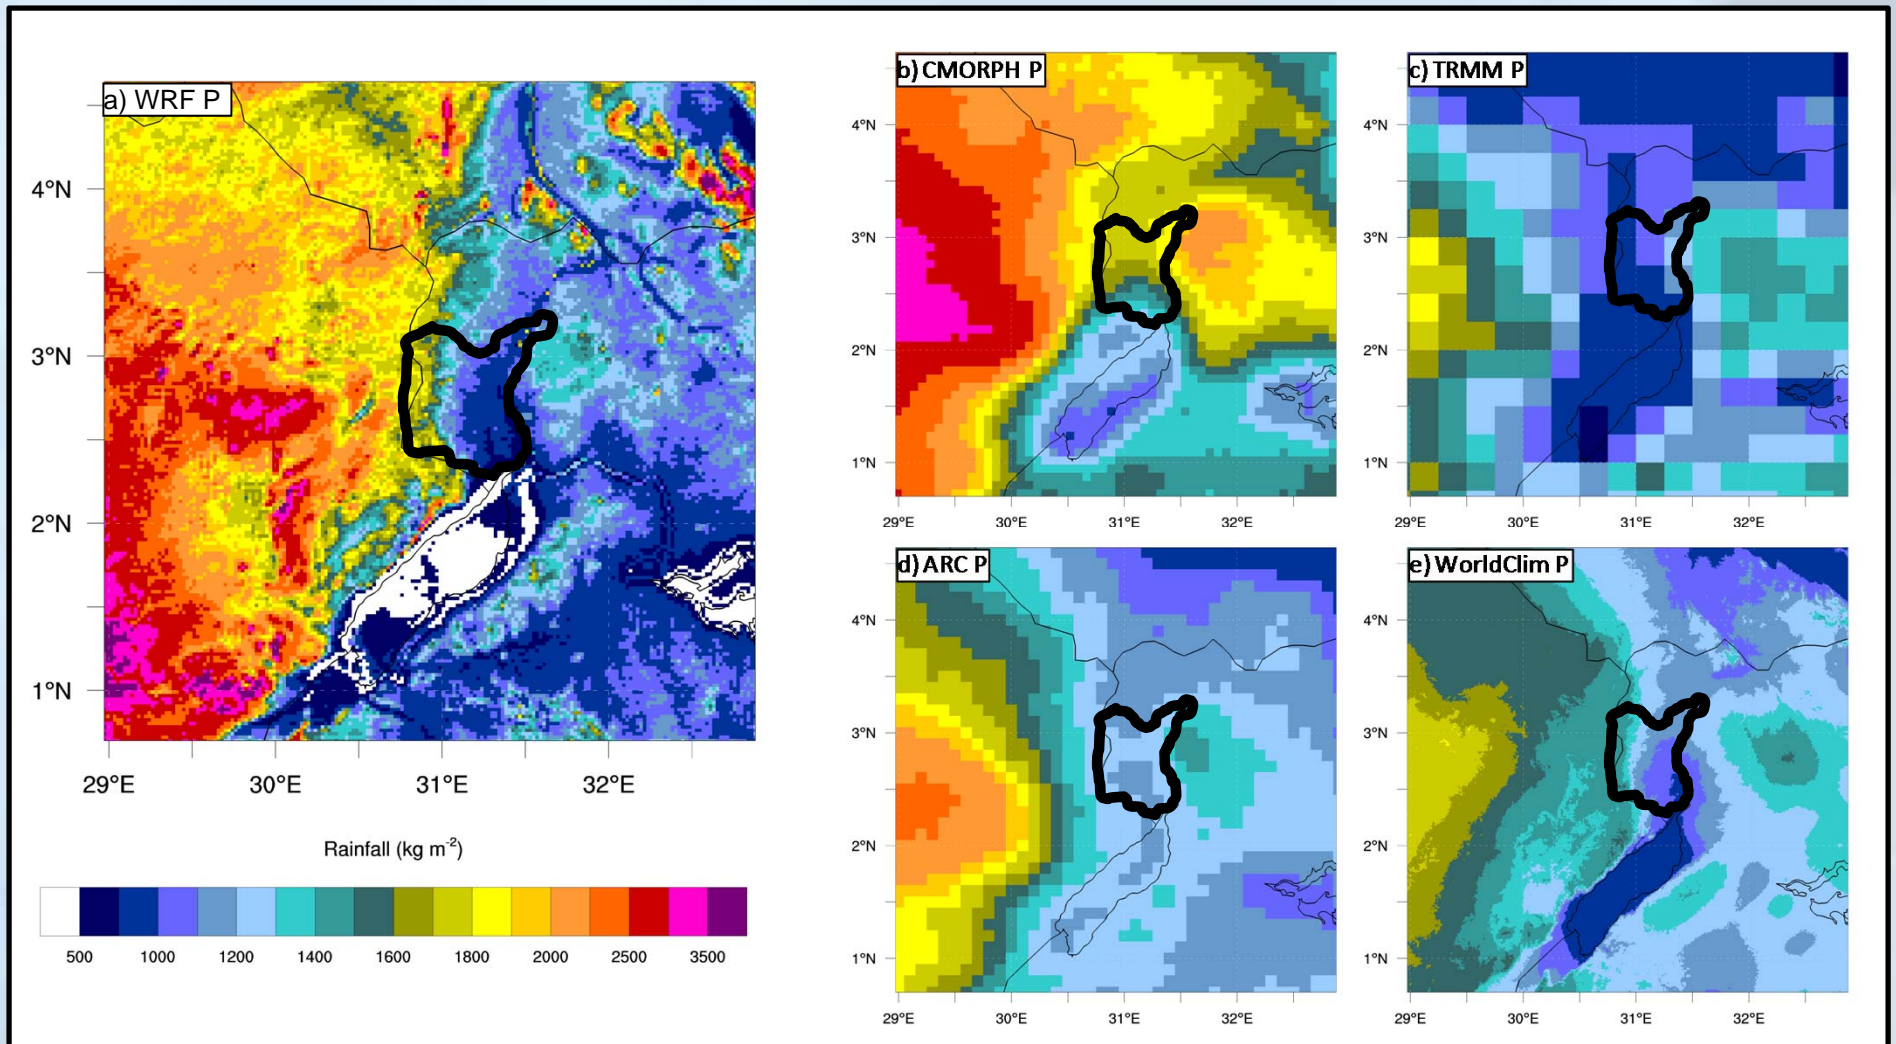 a) WRF P
4°N
3°N
2°N
1°N
29°E 30°E 31°E 32°E
Rainfall (kg m⁻²)
500 1000 1200 1400 1600 1800 2000 2500 3500
b) CMORPH P
4°N
3°N
2°N
1°N
29°E 30°E 31°E 32°E
c) TRMM P
4°N
3°N
2°N
1°N
29°E 30°E 31°E 32°E
d) ARC P
4°N
3°N
2°N
1°N
29°E 30°E 31°E 32°E
e) WorldClim P
4°N
3°N
2°N
1°N
29°E 30°E 31°E 32°E